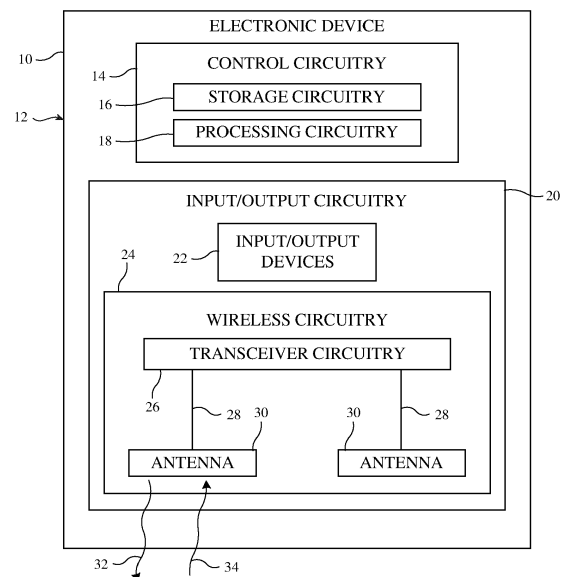 ELECTRONIC DEVICE
10
CONTROL CIRCUITRY
14
STORAGE CIRCUITRY
16
12
PROCESSING CIRCUITRY
18
20
INPUT/OUTPUT CIRCUITRY
INPUT/OUTPUT
DEVICES
22
24
WIRELESS CIRCUITRY
TRANSCEIVER CIRCUITRY
26
28
28
30
30
ANTENNA
ANTENNA
32
34